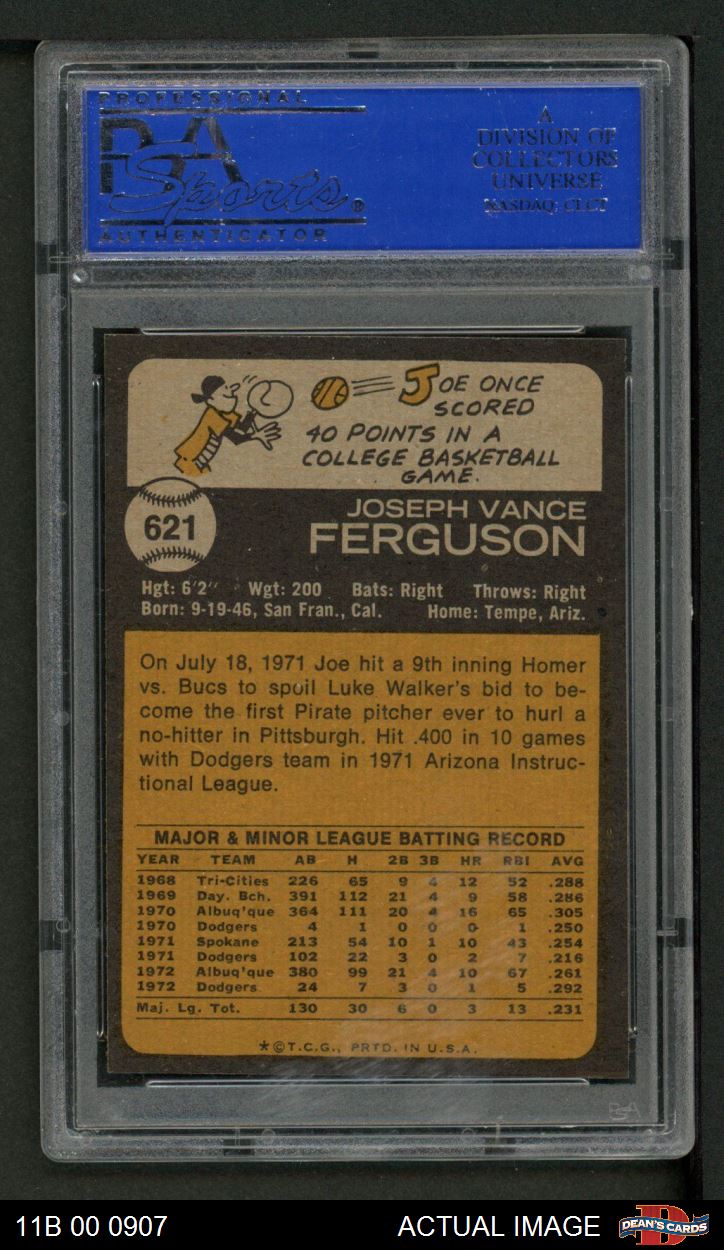 PROFESSIONAL
PSA
Sports®
AUTHENTICATOR
A
DIVISION OF
COLLECTORS
UNIVERSE
NASDAQ: CLCT
JOE ONCE
SCORED
40 POINTS IN A
COLLEGE BASKETBALL
GAME.
621
JOSEPH VANCE
FERGUSON
Hgt: 6'2" Wgt: 200 Bats: Right Throws: Right
Born: 9-19-46, San Fran., Cal. Home: Tempe, Ariz.
On July 18, 1971 Joe hit a 9th inning Homer
vs. Bucs to spoil Luke Walker's bid to be-
come the first Pirate pitcher ever to hurl a
no-hitter in Pittsburgh. Hit .400 in 10 games
with Dodgers team in 1971 Arizona Instruc-
tional League.
MAJOR & MINOR LEAGUE BATTING RECORD
YEAR TEAM AB H 2B 3B HR RBI AVG
1968 Tri-Cities 226 65 9 4 12 52 .288
1969 Day. Bch. 391 112 21 4 9 58 .286
1970 Albuq'que 364 111 20 4 16 65 .305
1970 Dodgers 4 1 0 0 0 1 .250
1971 Spokane 213 54 10 1 10 43 .254
1971 Dodgers 102 22 3 0 2 7 .216
1972 Albuq'que 380 99 21 4 10 67 .261
1972 Dodgers 24 7 3 0 1 5 .292
Maj. Lg. Tot. 130 30 6 0 3 13 .231
*©T.C.G., PRTD. IN U.S.A.
PSA
11B 00 0907 ACTUAL IMAGE
D
DEAN'S CARDS